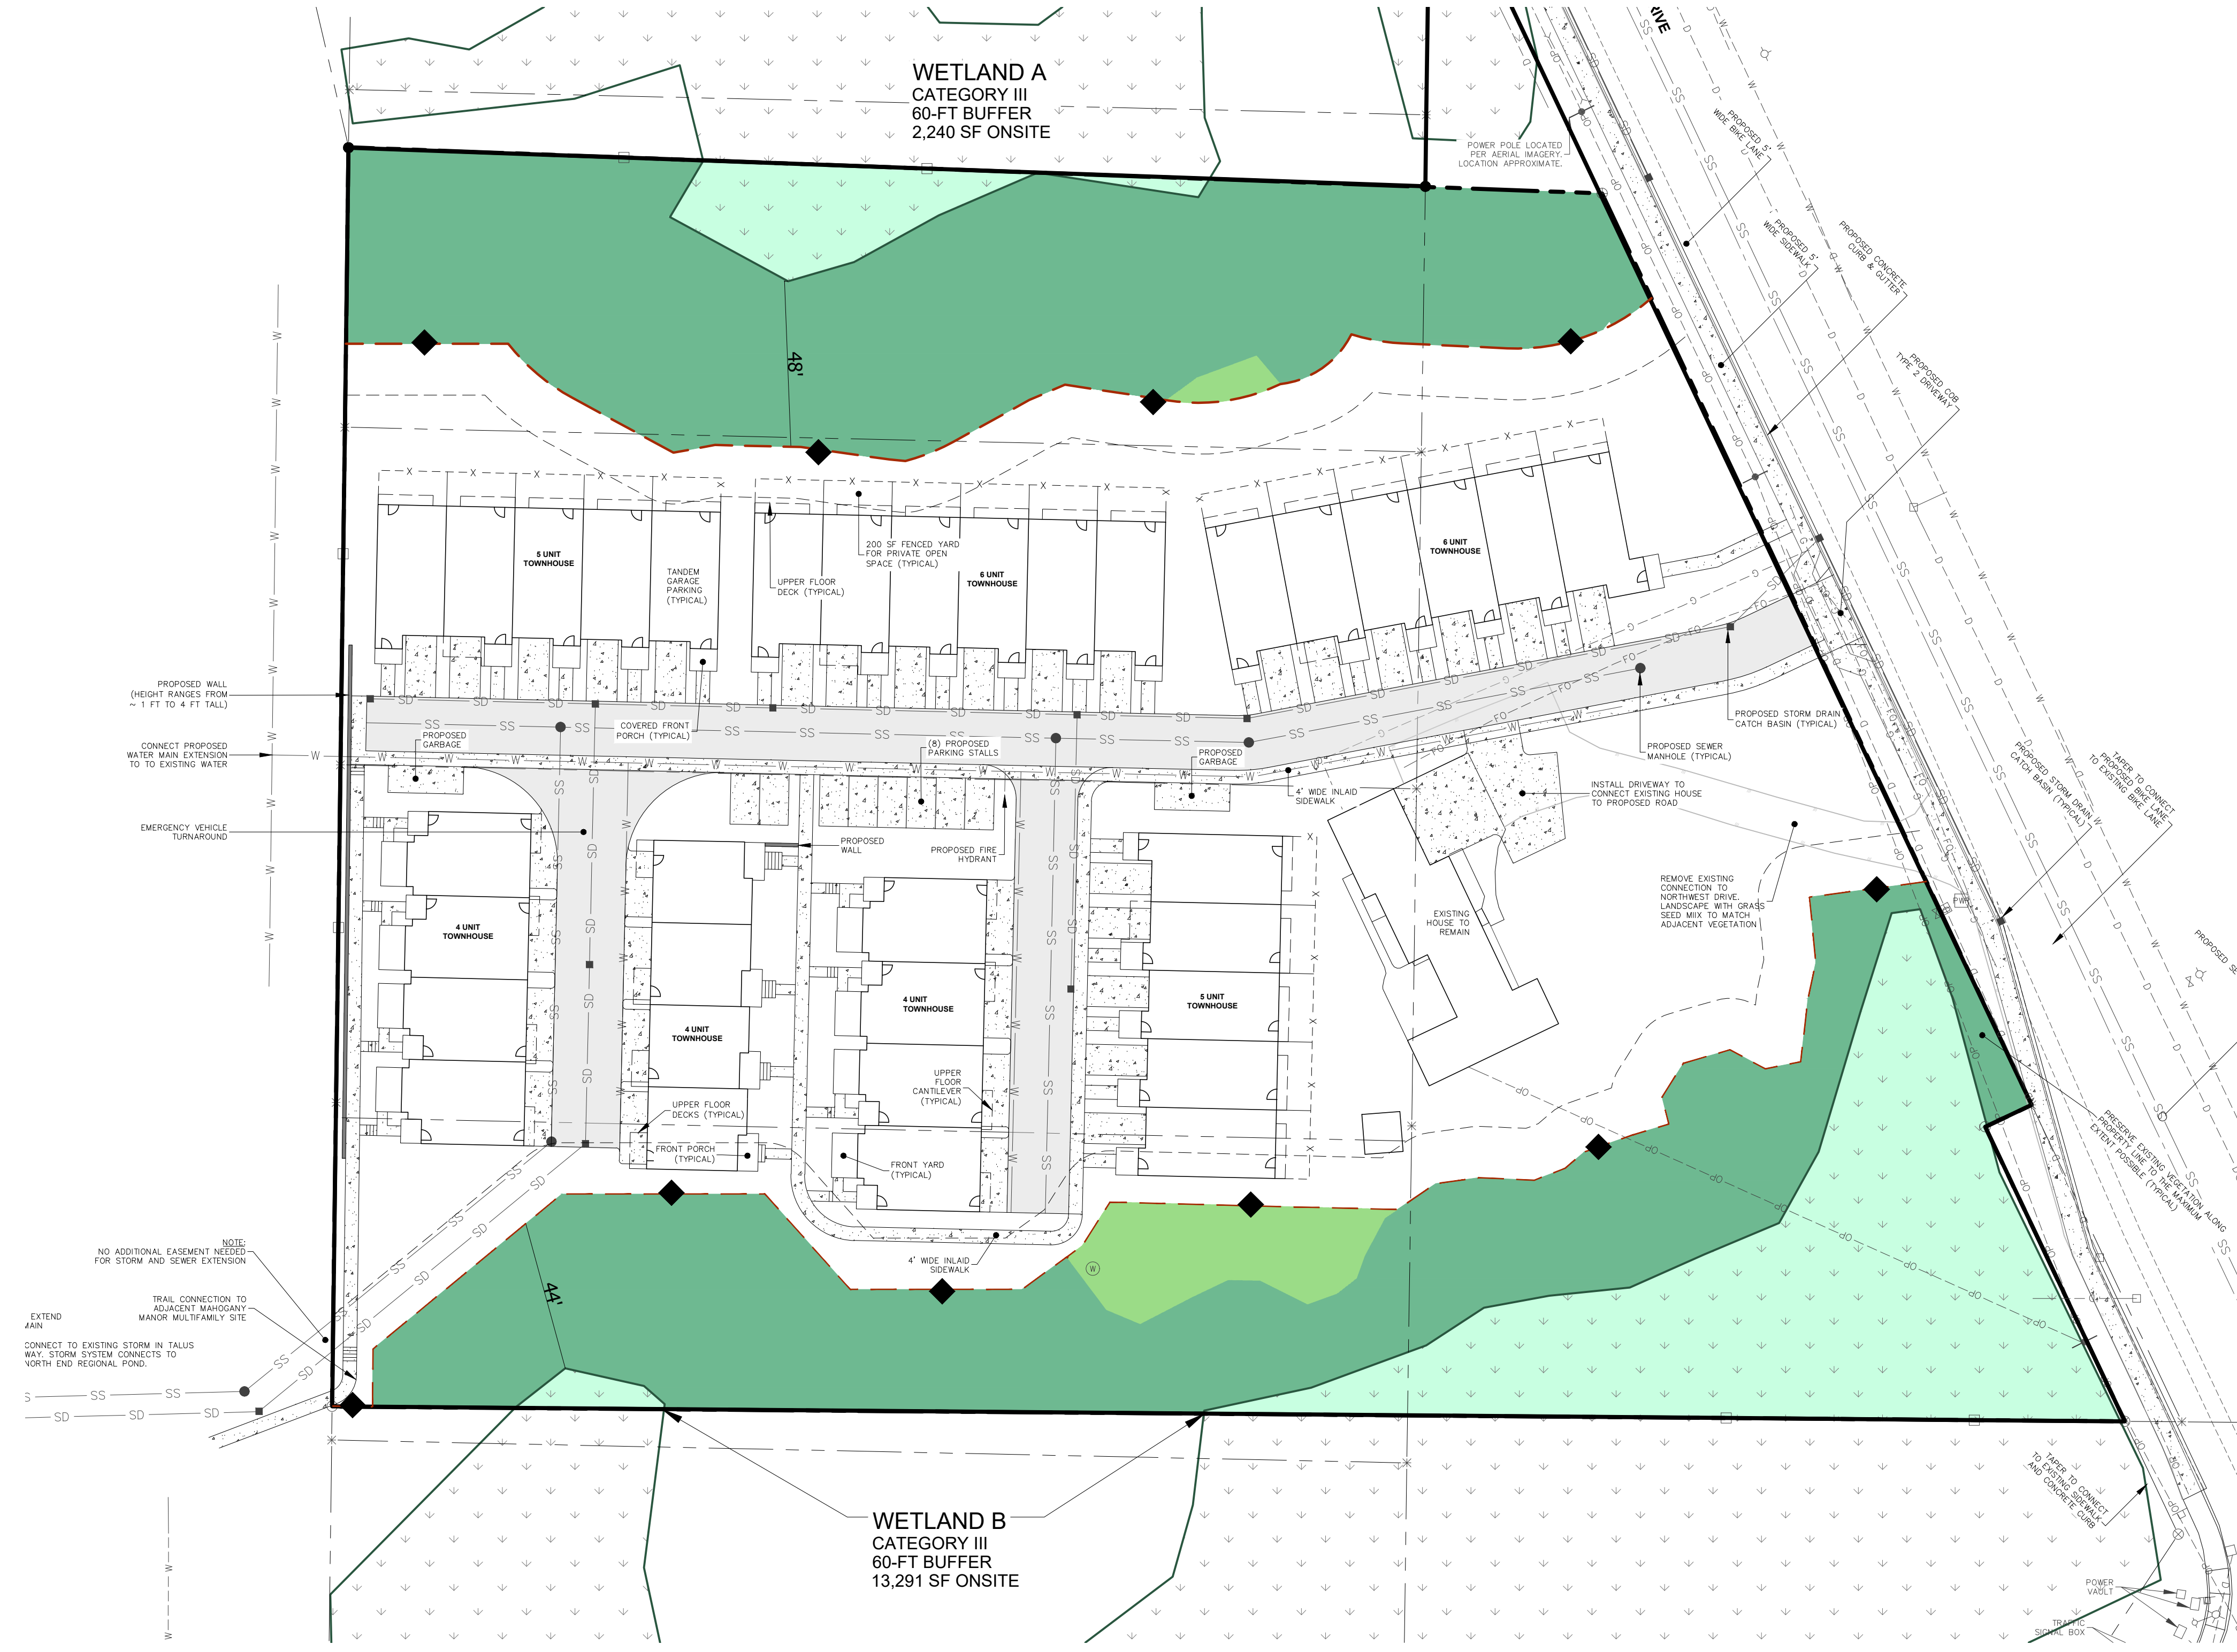 WETLAND A
CATEGORY III
60-FT BUFFER
2,240 SF ONSITE
RIVE
POWER POLE LOCATED
PER AERIAL IMAGERY.
LOCATION APPROXIMATE.
PROPOSED 5'
WIDE BIKE LANE
PROPOSED 5'
WIDE SIDEWALK
PROPOSED CONCRETE
CURB & GUTTER
PROPOSED COB
TYPE 2 DRIVEWAY
48'
5 UNIT
TOWNHOUSE
TANDEM
GARAGE
PARKING
(TYPICAL)
UPPER FLOOR
DECK (TYPICAL)
200 SF FENCED YARD
FOR PRIVATE OPEN
SPACE (TYPICAL)
6 UNIT
TOWNHOUSE
6 UNIT
TOWNHOUSE
PROPOSED WALL
(HEIGHT RANGES FROM
~ 1 FT TO 4 FT TALL)
CONNECT PROPOSED
WATER MAIN EXTENSION
TO TO EXISTING WATER
EMERGENCY VEHICLE
TURNAROUND
PROPOSED
GARBAGE
COVERED FRONT
PORCH (TYPICAL)
(8) PROPOSED
PARKING STALLS
PROPOSED
GARBAGE
PROPOSED STORM DRAIN
CATCH BASIN (TYPICAL)
PROPOSED SEWER
MANHOLE (TYPICAL)
4' WIDE INLAID
SIDEWALK
INSTALL DRIVEWAY TO
CONNECT EXISTING HOUSE
TO PROPOSED ROAD
PROPOSED STORM DRAIN
CATCH BASIN (TYPICAL)
TAPER TO CONNECT
PROPOSED BIKE LANE
TO EXISTING BIKE LANE
PROPOSED
WALL
PROPOSED FIRE
HYDRANT
4 UNIT
TOWNHOUSE
4 UNIT
TOWNHOUSE
4 UNIT
TOWNHOUSE
5 UNIT
TOWNHOUSE
EXISTING
HOUSE TO
REMAIN
REMOVE EXISTING
CONNECTION TO
NORTHWEST DRIVE.
LANDSCAPE WITH GRASS
SEED MIIX TO MATCH
ADJACENT VEGETATION
PWR
PROPOSED SE
UPPER
FLOOR
CANTILEVER
(TYPICAL)
UPPER FLOOR
DECKS (TYPICAL)
FRONT PORCH
(TYPICAL)
FRONT YARD
(TYPICAL)
PRESERVE EXISTING VEGETATION ALONG
PROPERTY LINE TO THE MAXIMUM
EXTENT POSSIBLE (TYPICAL)
NOTE:
NO ADDITIONAL EASEMENT NEEDED
FOR STORM AND SEWER EXTENSION
4' WIDE INLAID
SIDEWALK
W
44'
TRAIL CONNECTION TO
ADJACENT MAHOGANY
MANOR MULTIFAMILY SITE
EXTEND
MAIN
CONNECT TO EXISTING STORM IN TALUS
WAY. STORM SYSTEM CONNECTS TO
NORTH END REGIONAL POND.
WETLAND B
CATEGORY III
60-FT BUFFER
13,291 SF ONSITE
TAPER TO CONNECT
TO EXISTING SIDEWALK
AND CONCRETE CURB
POWER
VAULT
TRAFFIC
SIGNAL BOX